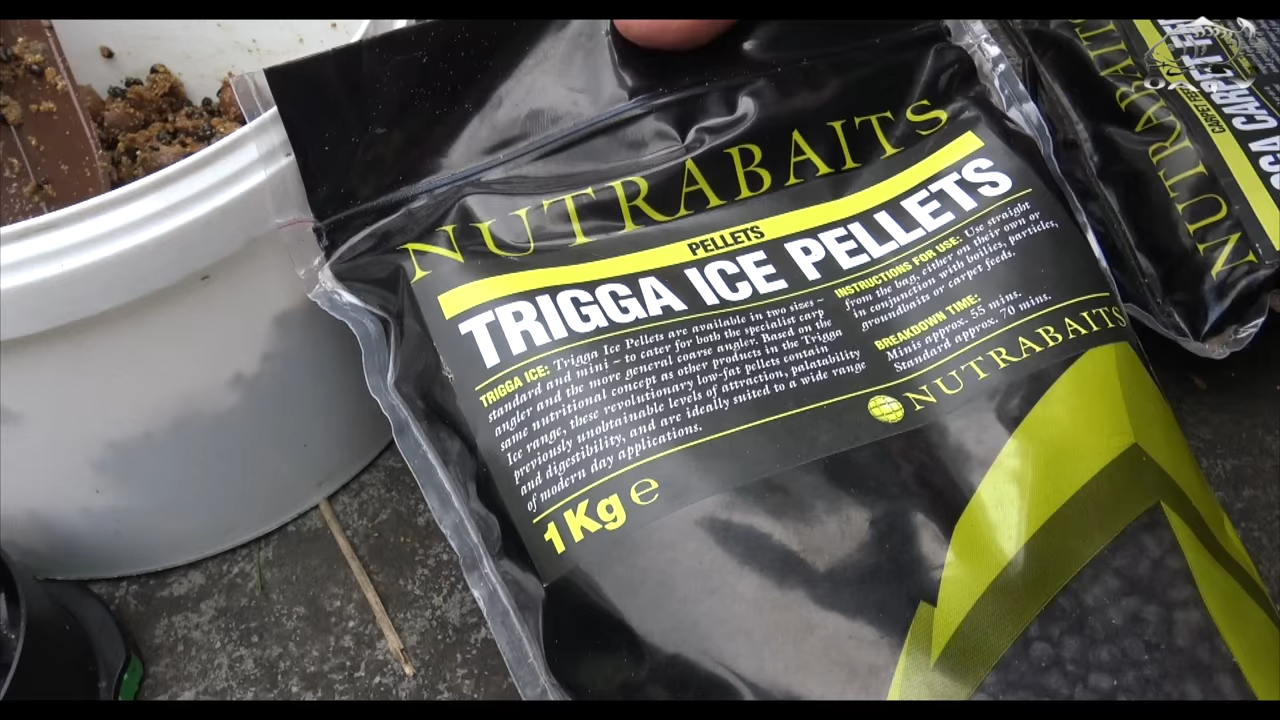 NUTRABAITS
PELLETS
TRIGGA ICE PELLETS
TRIGGA ICE: Trigga Ice Pellets are available in two sizes –
standard and mini – to cater for both the specialist carp
angler and the more general coarse angler. Based on the
same nutritional concept as other products in the Trigga
Ice range, these revolutionary low-fat pellets contain
previously unobtainable levels of attraction, palatability
and digestibility, and are ideally suited to a wide range
of modern day applications.
INSTRUCTIONS FOR USE: Use straight
from the bag, either on their own or
in conjunction with boilies, particles,
groundbaits or carpet feeds.
BREAKDOWN TIME:
Minis approx. 55 mins.
Standard approx. 70 mins.
NUTRABAITS
1Kg e
NUTRABAITS